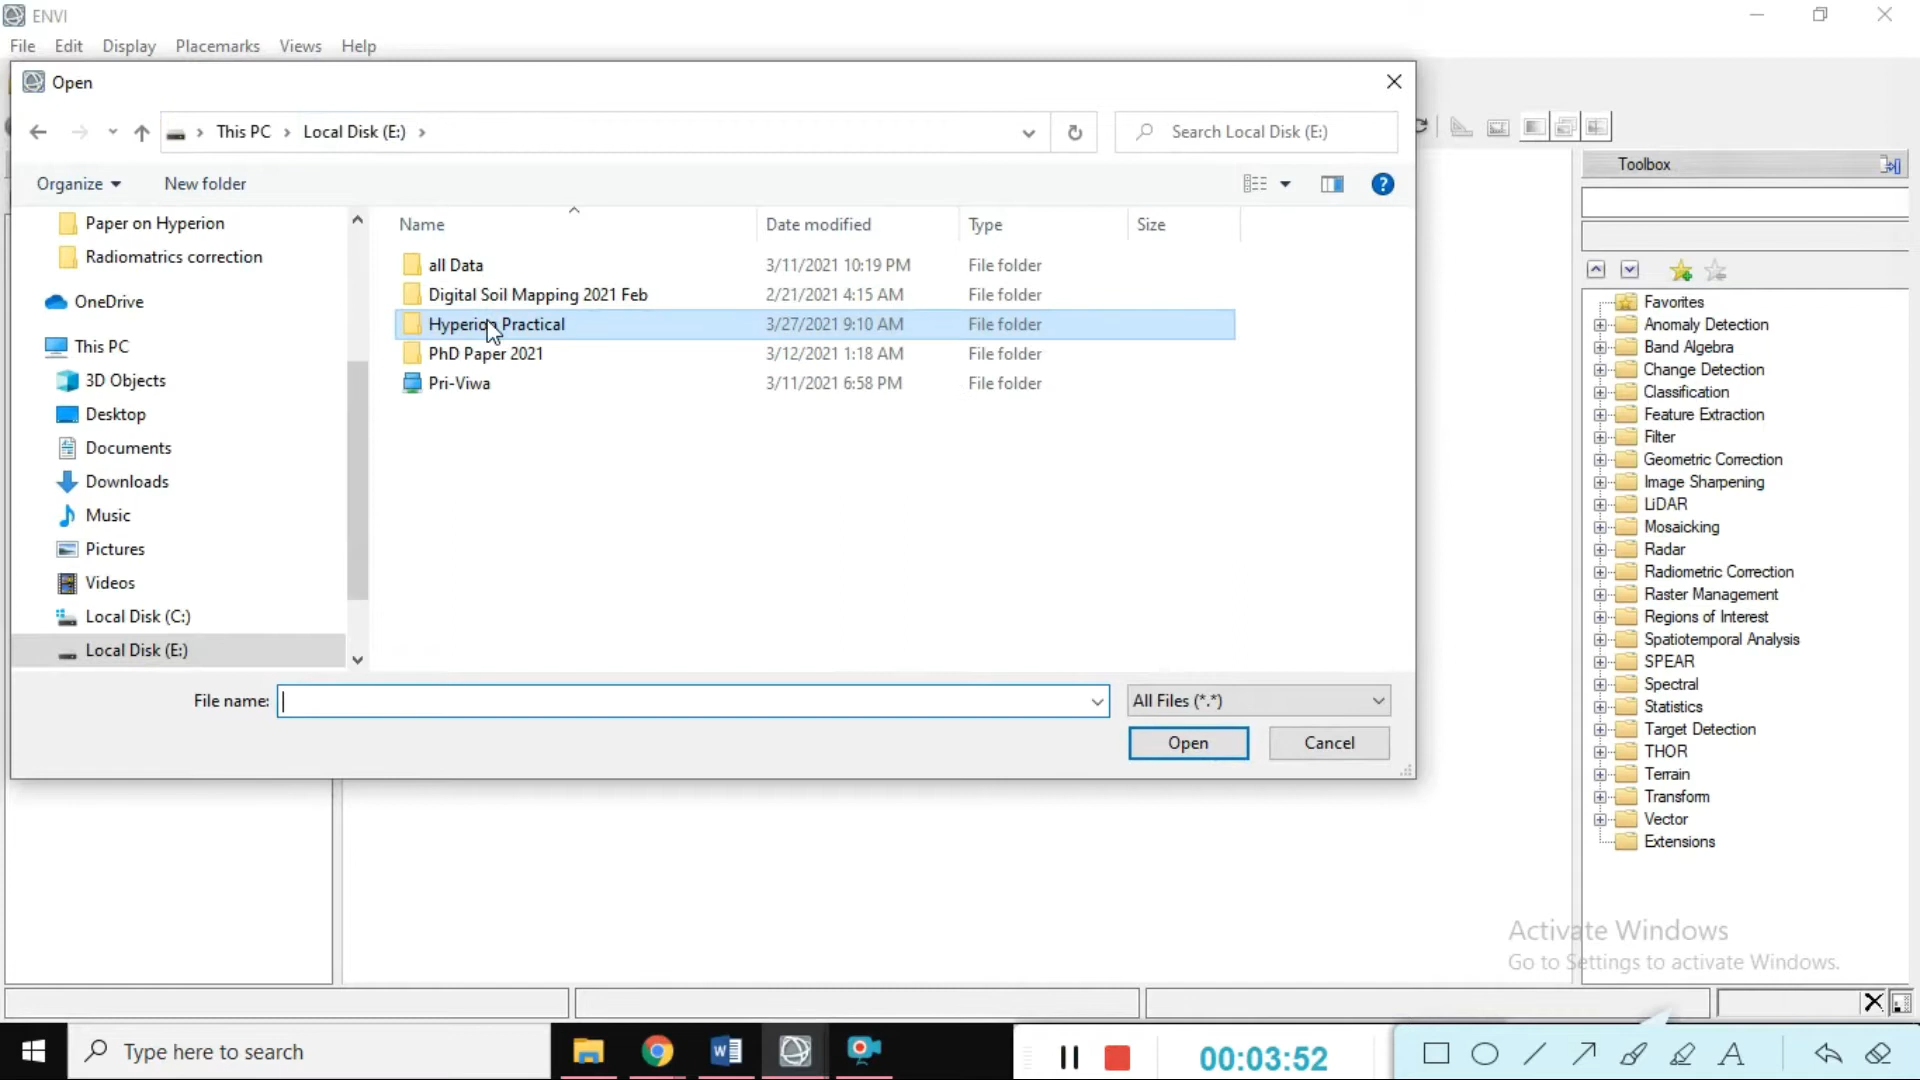 ENVI
File Edit Display Placemarks Views Help
Open
This PC Local Disk (E:)
Search Local Disk (E:)
Organize New folder
Paper on Hyperion
Radiomatrics correction
OneDrive
This PC
3D Objects
Desktop
Documents
Downloads
Music
Pictures
Videos
Local Disk (C:)
Local Disk (E:)
Name Date modified Type Size
all Data 3/11/2021 10:19 PM File folder
Digital Soil Mapping 2021 Feb 2/21/2021 4:15 AM File folder
Hyperion Practical 3/27/2021 9:10 AM File folder
PhD Paper 2021 3/12/2021 1:18 AM File folder
Pri-Viwa 3/11/2021 6:58 PM File folder
File name: All Files (*.*)
Open Cancel
Toolbox
Favorites
Anomaly Detection
Band Algebra
Change Detection
Classification
Feature Extraction
Filter
Geometric Correction
Image Sharpening
LiDAR
Mosaicking
Radar
Radiometric Correction
Raster Management
Regions of Interest
Spatiotemporal Analysis
SPEAR
Spectral
Statistics
Target Detection
THOR
Terrain
Transform
Vector
Extensions
Activate Windows
Go to Settings to activate Windows.
Type here to search
00:03:52